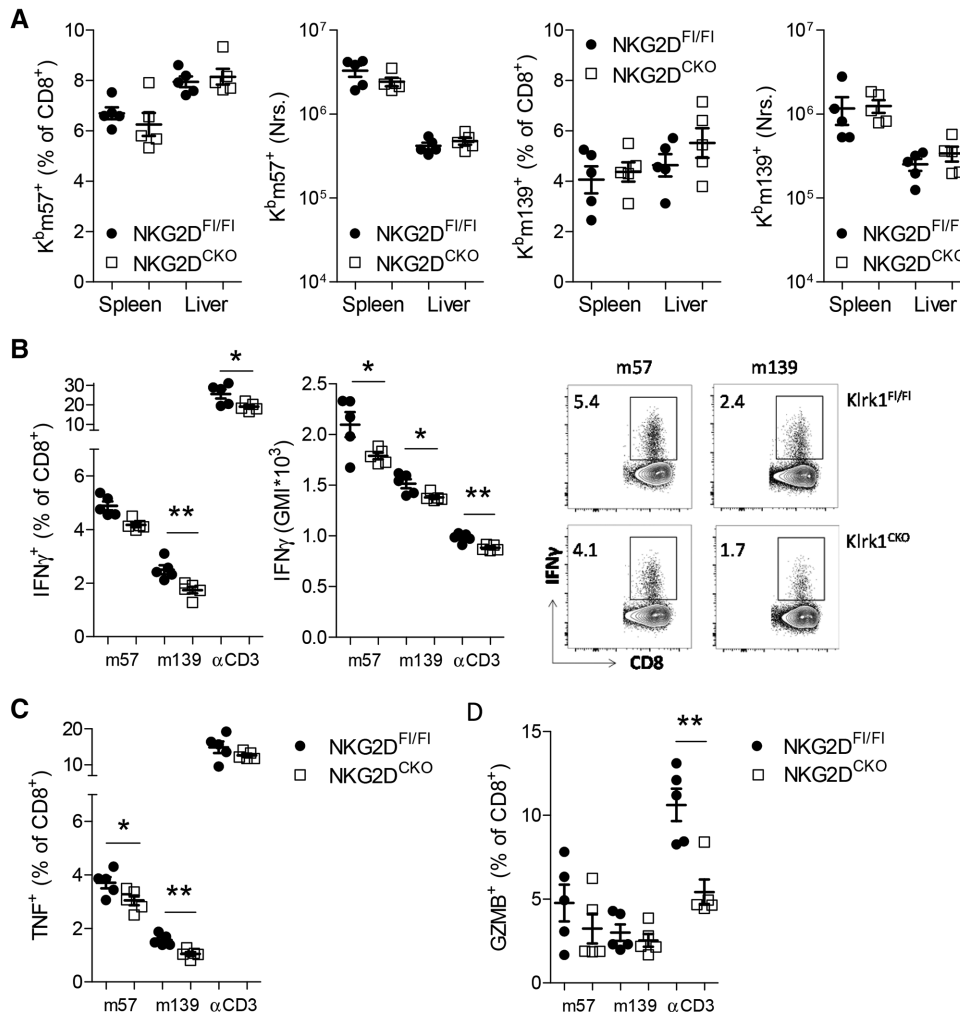 A
K^bm57^+ (% of CD8^+)
10
8
6
4
2
0
NKG2D^Fl/Fl
NKG2D^CKO
Spleen Liver
K^bm57^+ (Nrs.)
10^7
10^6
10^5
10^4
NKG2D^Fl/Fl
NKG2D^CKO
Spleen Liver
K^bm139^+ (% of CD8^+)
10
8
6
4
2
0
NKG2D^Fl/Fl
NKG2D^CKO
Spleen Liver
K^bm139^+ (Nrs.)
10^7
10^6
10^5
10^4
NKG2D^Fl/F
NKG2D^CKO
Spleen Liver
B
IFNγ^+ (% of CD8^+)
30
20
10
6
4
2
0
*
**
m57 m139 αCD3
IFNγ (GMI*10^3)
2.5
2.0
1.5
1.0
0.5
0.0
*
*
**
m57 m139 αCD3
m57 m139
5.4 2.4 Klrk1^Fl/Fl
4.1 1.7 Klrk1^CKO
IFNγ
CD8
C
TNF^+ (% of CD8^+)
20
10
6
4
2
0
*
**
m57 m139 αCD3
NKG2D^Fl/Fl
NKG2D^CKO
D
GZMB^+ (% of CD8^+)
15
10
5
0
**
m57 m139 αCD3
NKG2D^Fl/Fl
NKG2D^CKO